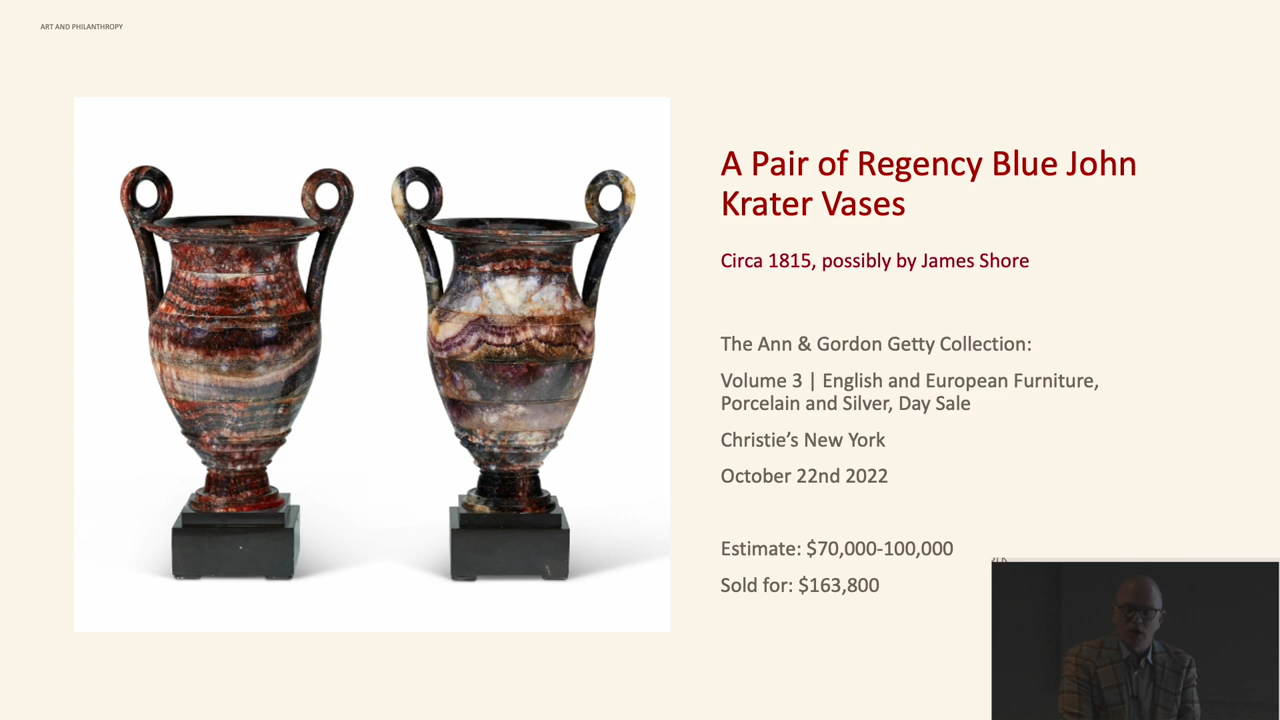 ART AND PHILANTHROPY
A Pair of Regency Blue John
Krater Vases
Circa 1815, possibly by James Shore
The Ann & Gordon Getty Collection:
Volume 3 | English and European Furniture,
Porcelain and Silver, Day Sale
Christie’s New York
October 22nd 2022
Estimate: $70,000-100,000
Sold for: $163,800